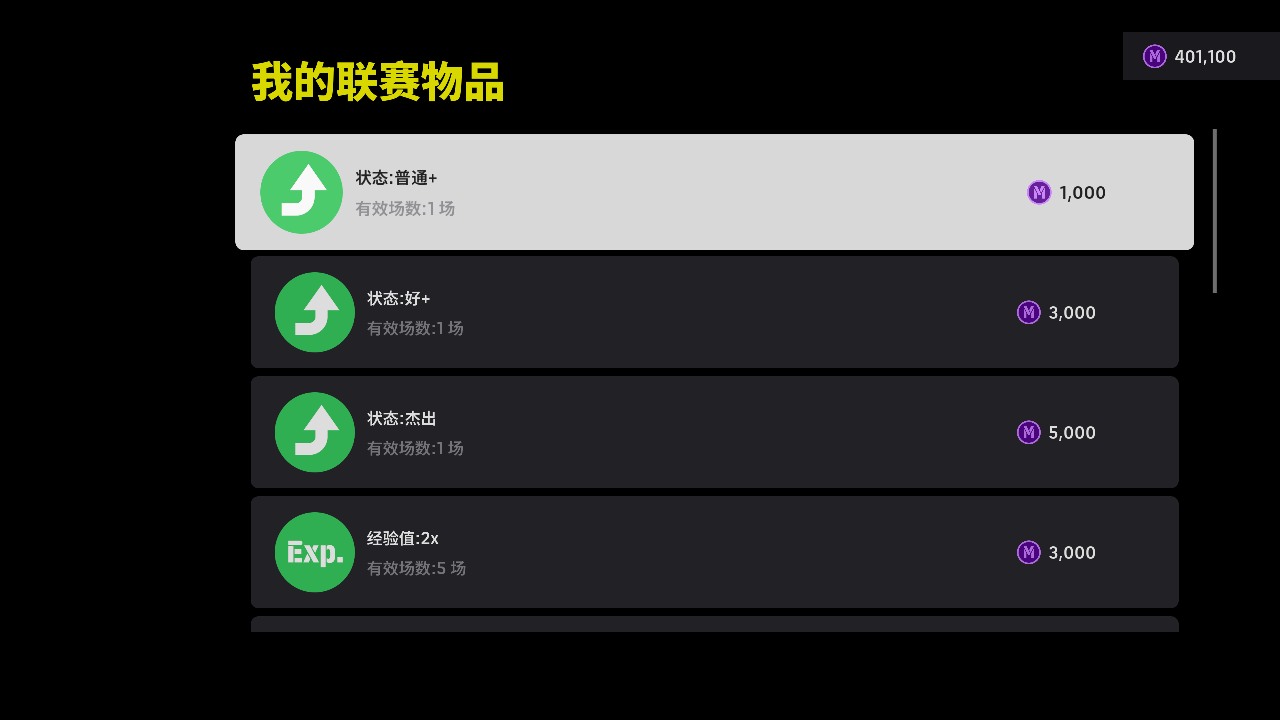 我的联赛物品
401,100
状态:普通+
有效场数:1 场
1,000
状态:好+
有效场数:1 场
3,000
状态:杰出
有效场数:1 场
5,000
Exp.
经验值:2x
有效场数:5 场
3,000